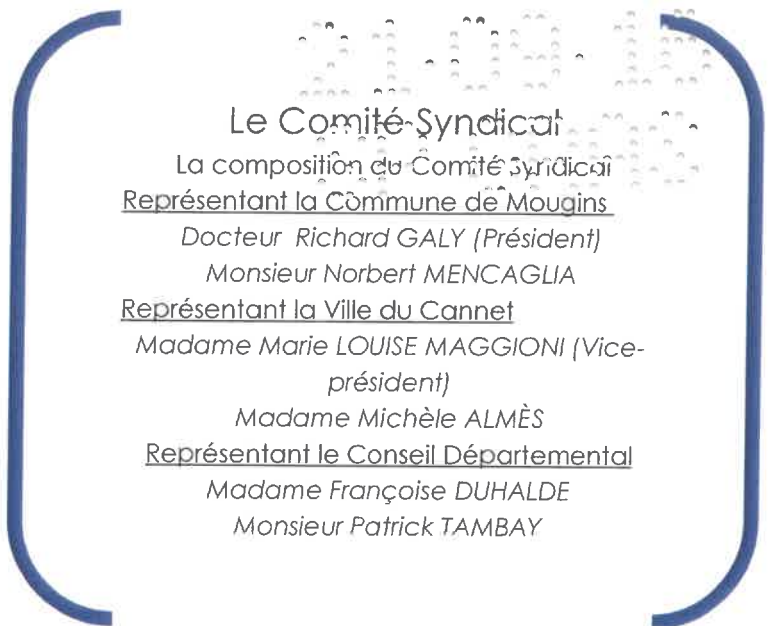 Le Comité Syndical
La composition du Comité Syndical
Représentant la Commune de Mougins
Docteur Richard GALY (Président)
Monsieur Norbert MENCAGLIA
Représentant la Ville du Cannet
Madame Marie LOUISE MAGGIONI (Vice-
président)
Madame Michèle ALMÈS
Représentant le Conseil Départemental
Madame Françoise DUHALDE
Monsieur Patrick TAMBAY